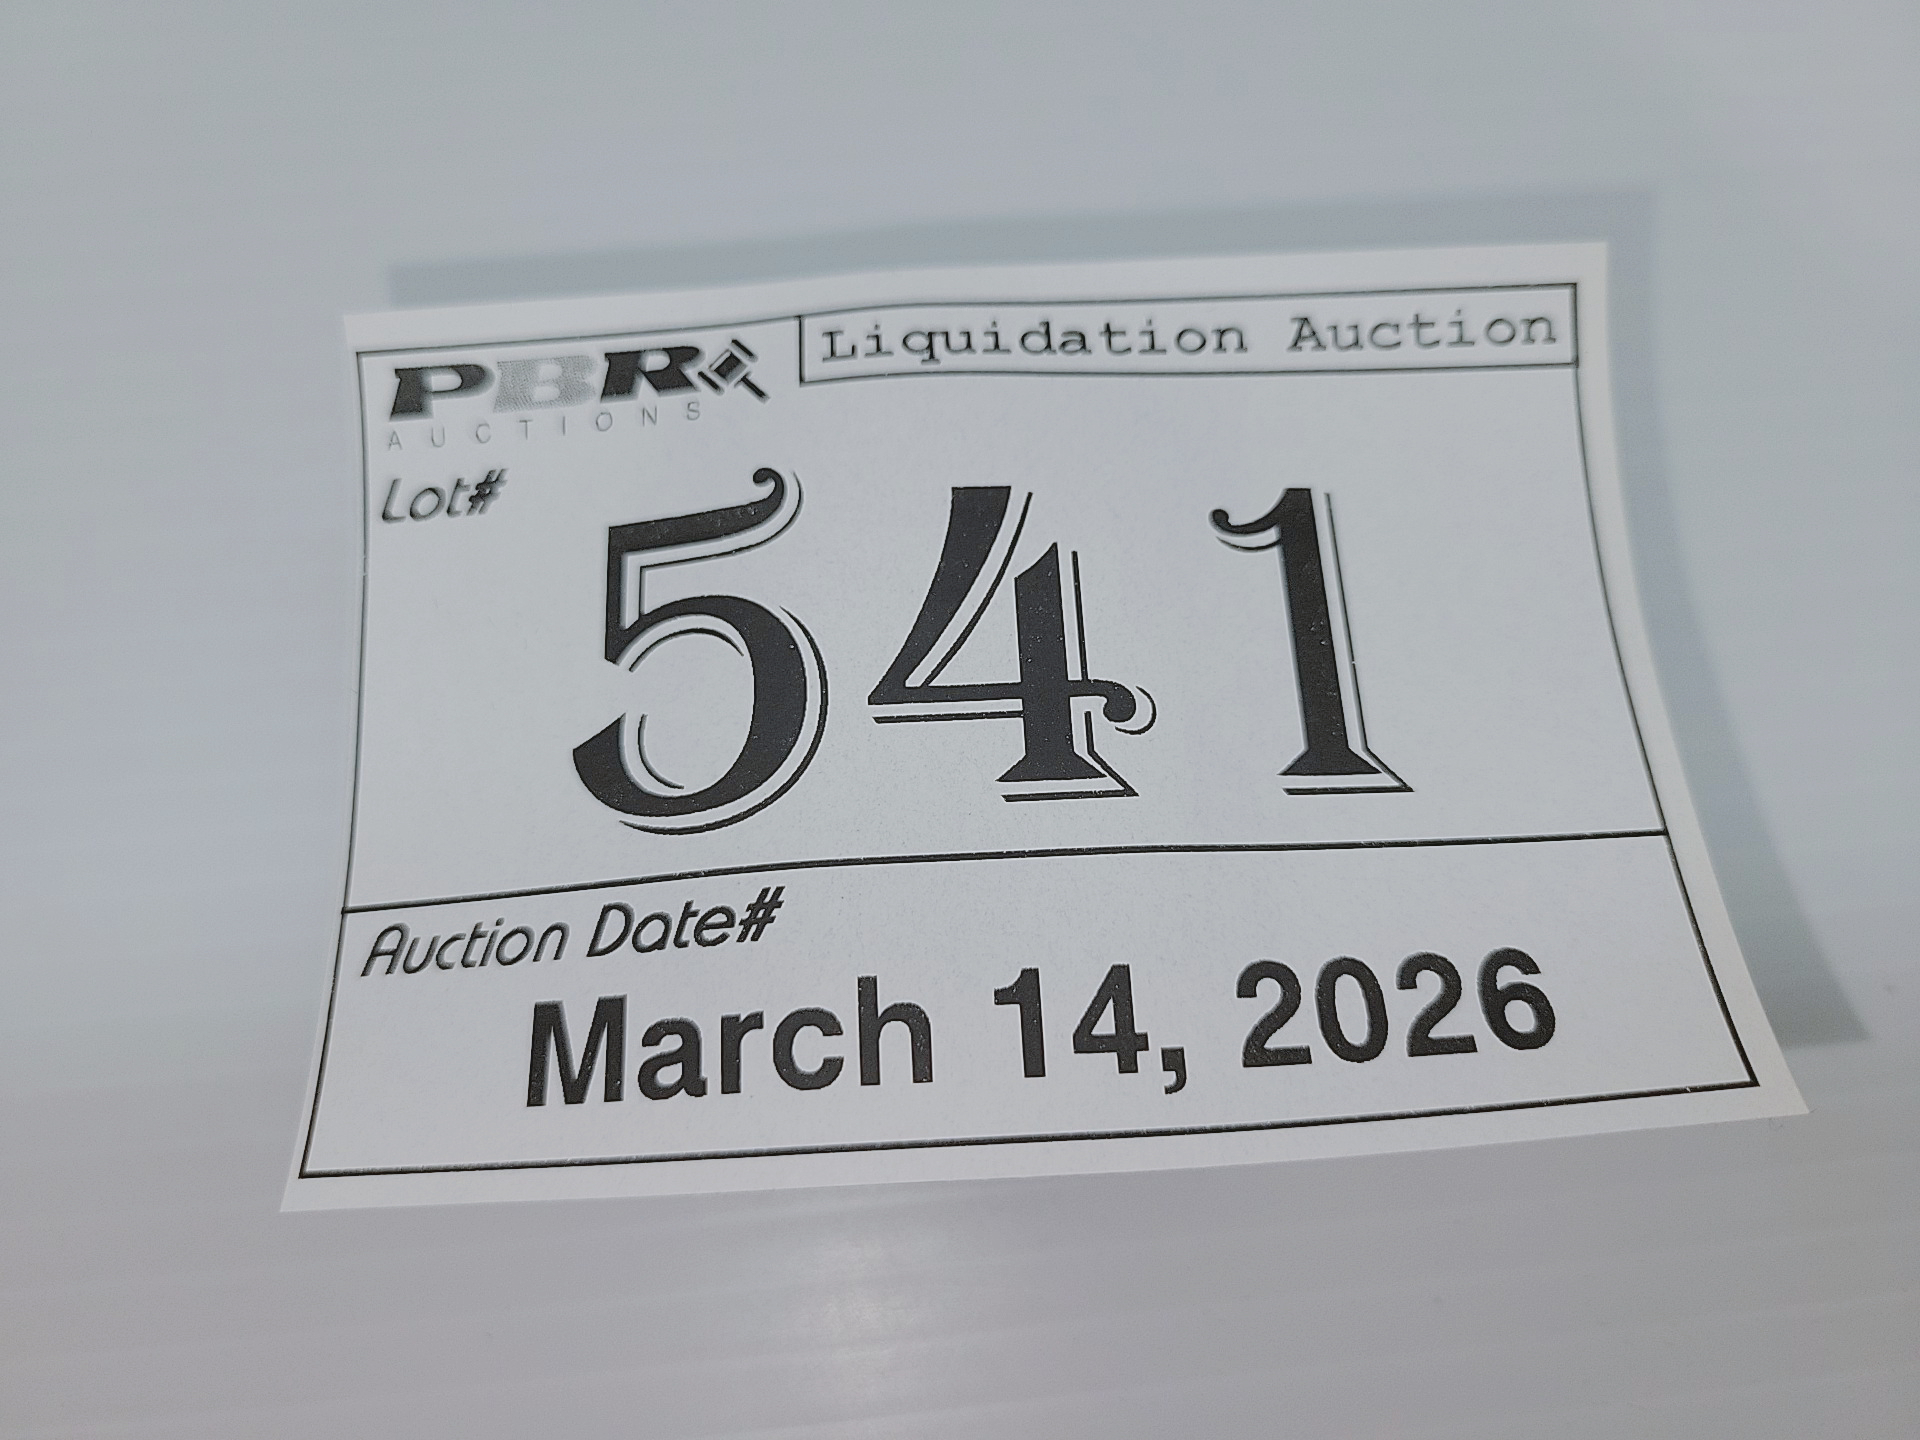 PBR
AUCTIONS
Liquidation Auction
Lot#
541
Auction Date#
March 14, 2026